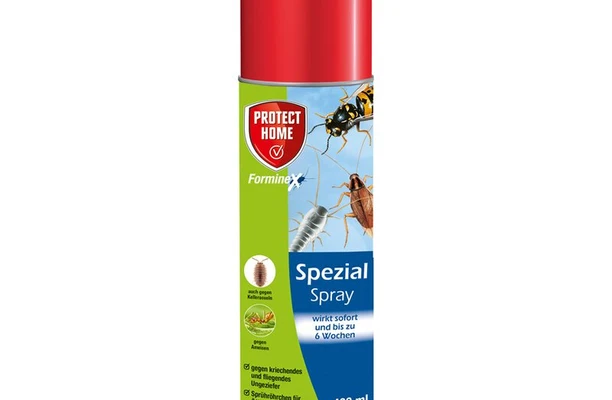 PROTECT
HOME
FormineX
Spezial
Spray
wirkt sofort
und bis zu
6 Wochen
auch gegen
Kellerasseln
gegen
Ameisen
gegen kriechendes
und fliegendes
Ungeziefer
Sprühröhrchen für